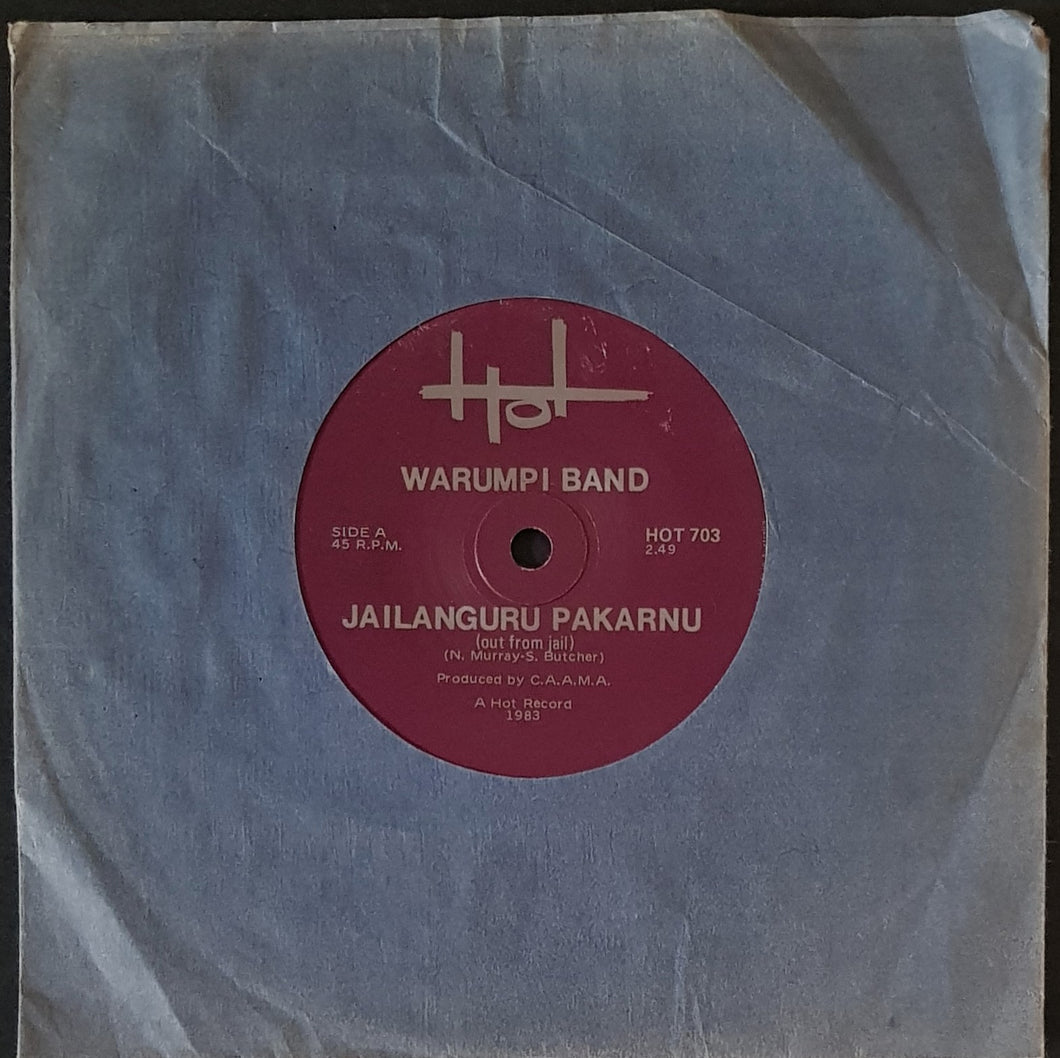 Hot
WARUMPI BAND
SIDE A
45 R.P.M.
HOT 703
2.49
JAILANGURU PAKARNU
(out from jail)
(N. Murray-S. Butcher)
Produced by C.A.A.M.A.
A Hot Record
1983